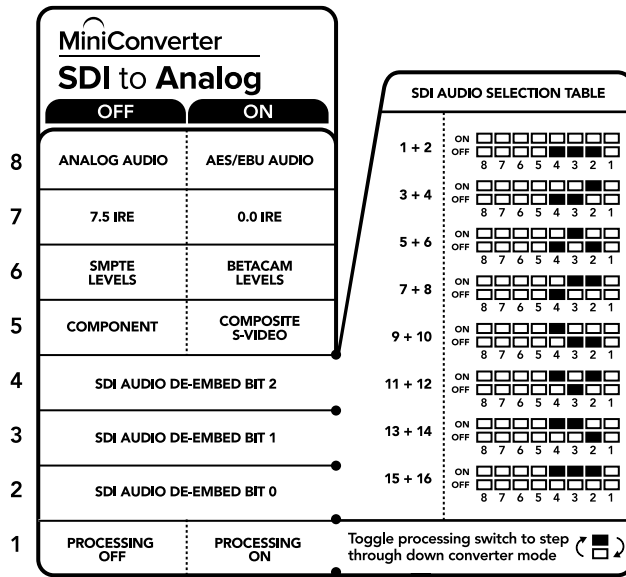 MiniConverter
SDI to Analog
OFF ON
8 ANALOG AUDIO AES/EBU AUDIO
7 7.5 IRE 0.0 IRE
6 SMPTE LEVELS BETACAM LEVELS
5 COMPONENT COMPOSITE S-VIDEO
4 SDI AUDIO DE-EMBED BIT 2
3 SDI AUDIO DE-EMBED BIT 1
2 SDI AUDIO DE-EMBED BIT 0
1 PROCESSING OFF PROCESSING ON
SDI AUDIO SELECTION TABLE
1 + 2 ON OFF
8 7 6 5 4 3 2 1
3 + 4 ON OFF
8 7 6 5 4 3 2 1
5 + 6 ON OFF
8 7 6 5 4 3 2 1
7 + 8 ON OFF
8 7 6 5 4 3 2 1
9 + 10 ON OFF
8 7 6 5 4 3 2 1
11 + 12 ON OFF
8 7 6 5 4 3 2 1
13 + 14 ON OFF
8 7 6 5 4 3 2 1
15 + 16 ON OFF
8 7 6 5 4 3 2 1
Toggle processing switch to step
through down converter mode